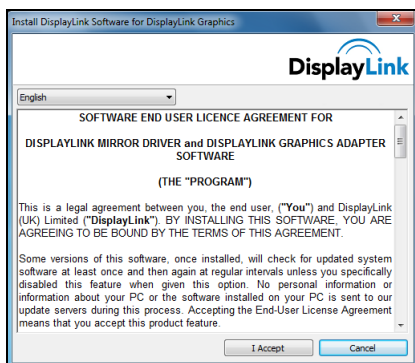 Install DisplayLink Software for DisplayLink Graphics
DisplayLink
English
SOFTWARE END USER LICENCE AGREEMENT FOR
DISPLAYLINK MIRROR DRIVER and DISPLAYLINK GRAPHICS ADAPTER
SOFTWARE
(THE "PROGRAM")
This is a legal agreement between you, the end user, ("You") and DisplayLink
(UK) Limited ("DisplayLink"). BY INSTALLING THIS SOFTWARE, YOU ARE
AGREEING TO BE BOUND BY THE TERMS OF THIS AGREEMENT.
Some versions of this software, once installed, will check for updated system
software at least once and then again at regular intervals unless you specifically
disabled this feature when given this option. No personal information or
information about your PC or the software installed on your PC is sent to our
update servers during this process. Accepting the End-User License Agreement
means that you accept this product feature.
I Accept
Cancel